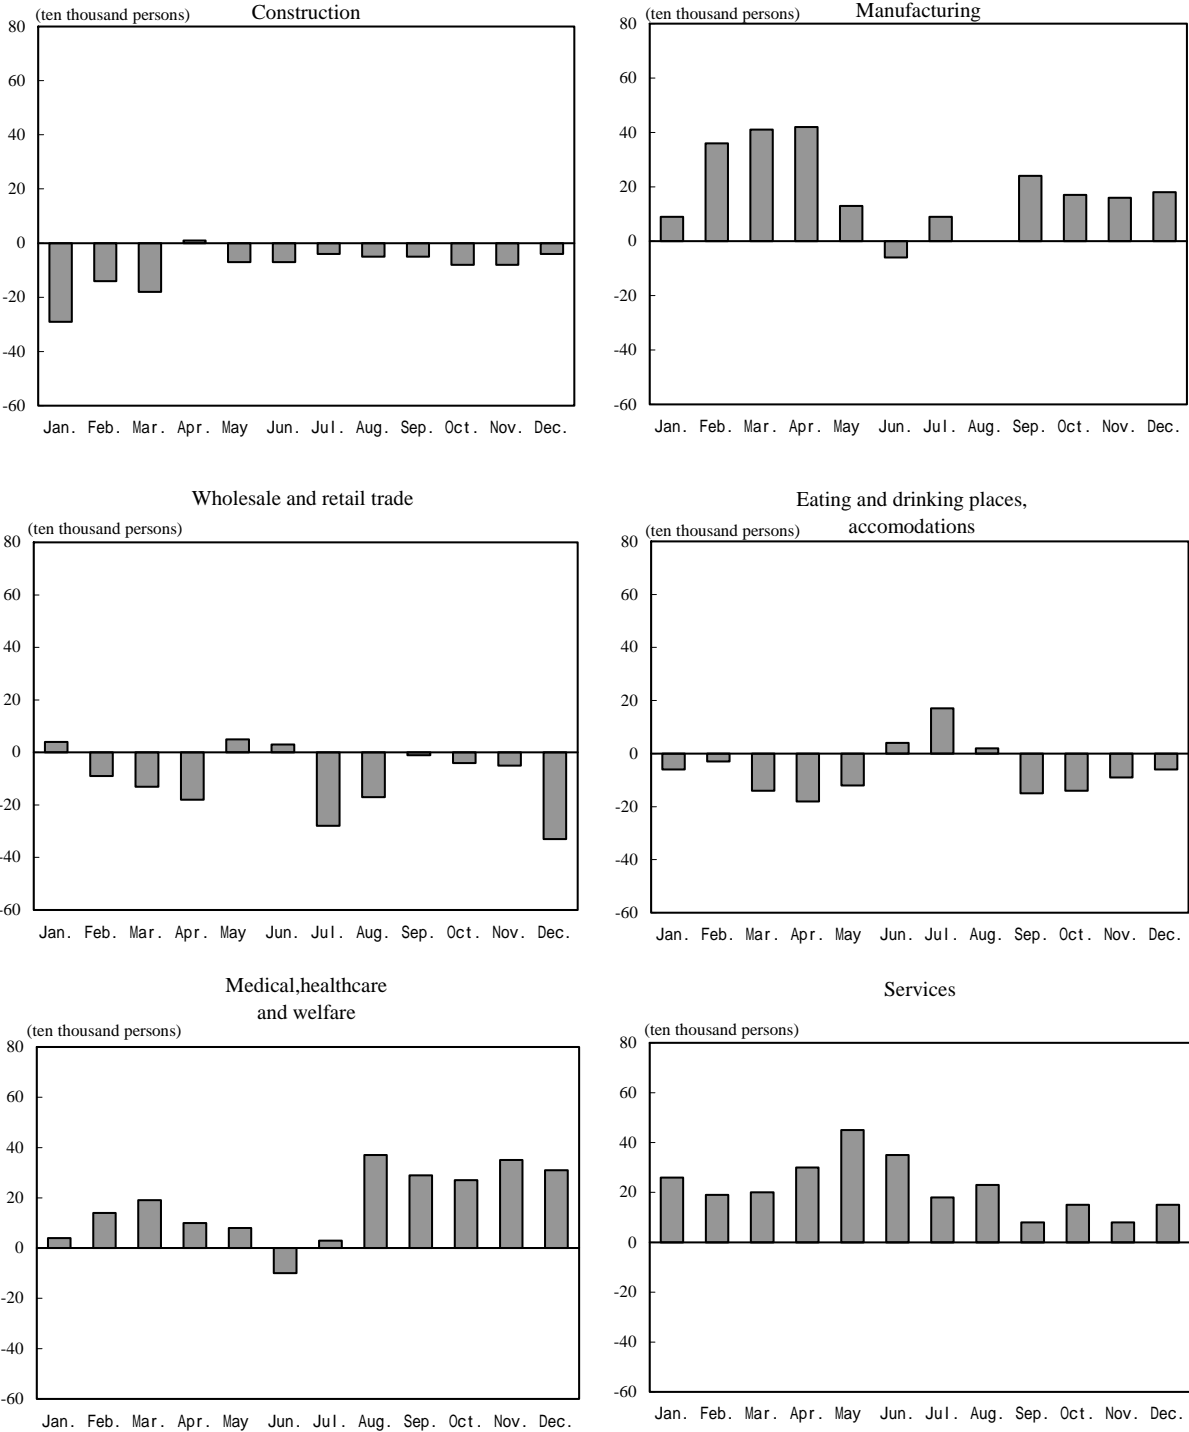 Construction
(ten thousand persons)
80
60
40
20
0
-20
-40
-60
Jan. Feb. Mar. Apr. May Jun. Jul. Aug. Sep. Oct. Nov. Dec.
Manufacturing
(ten thousand persons)
80
60
40
20
0
-20
-40
-60
Jan. Feb. Mar. Apr. May Jun. Jul. Aug. Sep. Oct. Nov. Dec.
Wholesale and retail trade
(ten thousand persons)
80
60
40
20
0
-20
-40
-60
Jan. Feb. Mar. Apr. May Jun. Jul. Aug. Sep. Oct. Nov. Dec.
Eating and drinking places,
accomodations
(ten thousand persons)
80
60
40
20
0
-20
-40
-60
Jan. Feb. Mar. Apr. May Jun. Jul. Aug. Sep. Oct. Nov. Dec.
Medical,healthcare
and welfare
(ten thousand persons)
80
60
40
20
0
-20
-40
-60
Jan. Feb. Mar. Apr. May Jun. Jul. Aug. Sep. Oct. Nov. Dec.
Services
(ten thousand persons)
80
60
40
20
0
-20
-40
-60
Jan. Feb. Mar. Apr. May Jun. Jul. Aug. Sep. Oct. Nov. Dec.